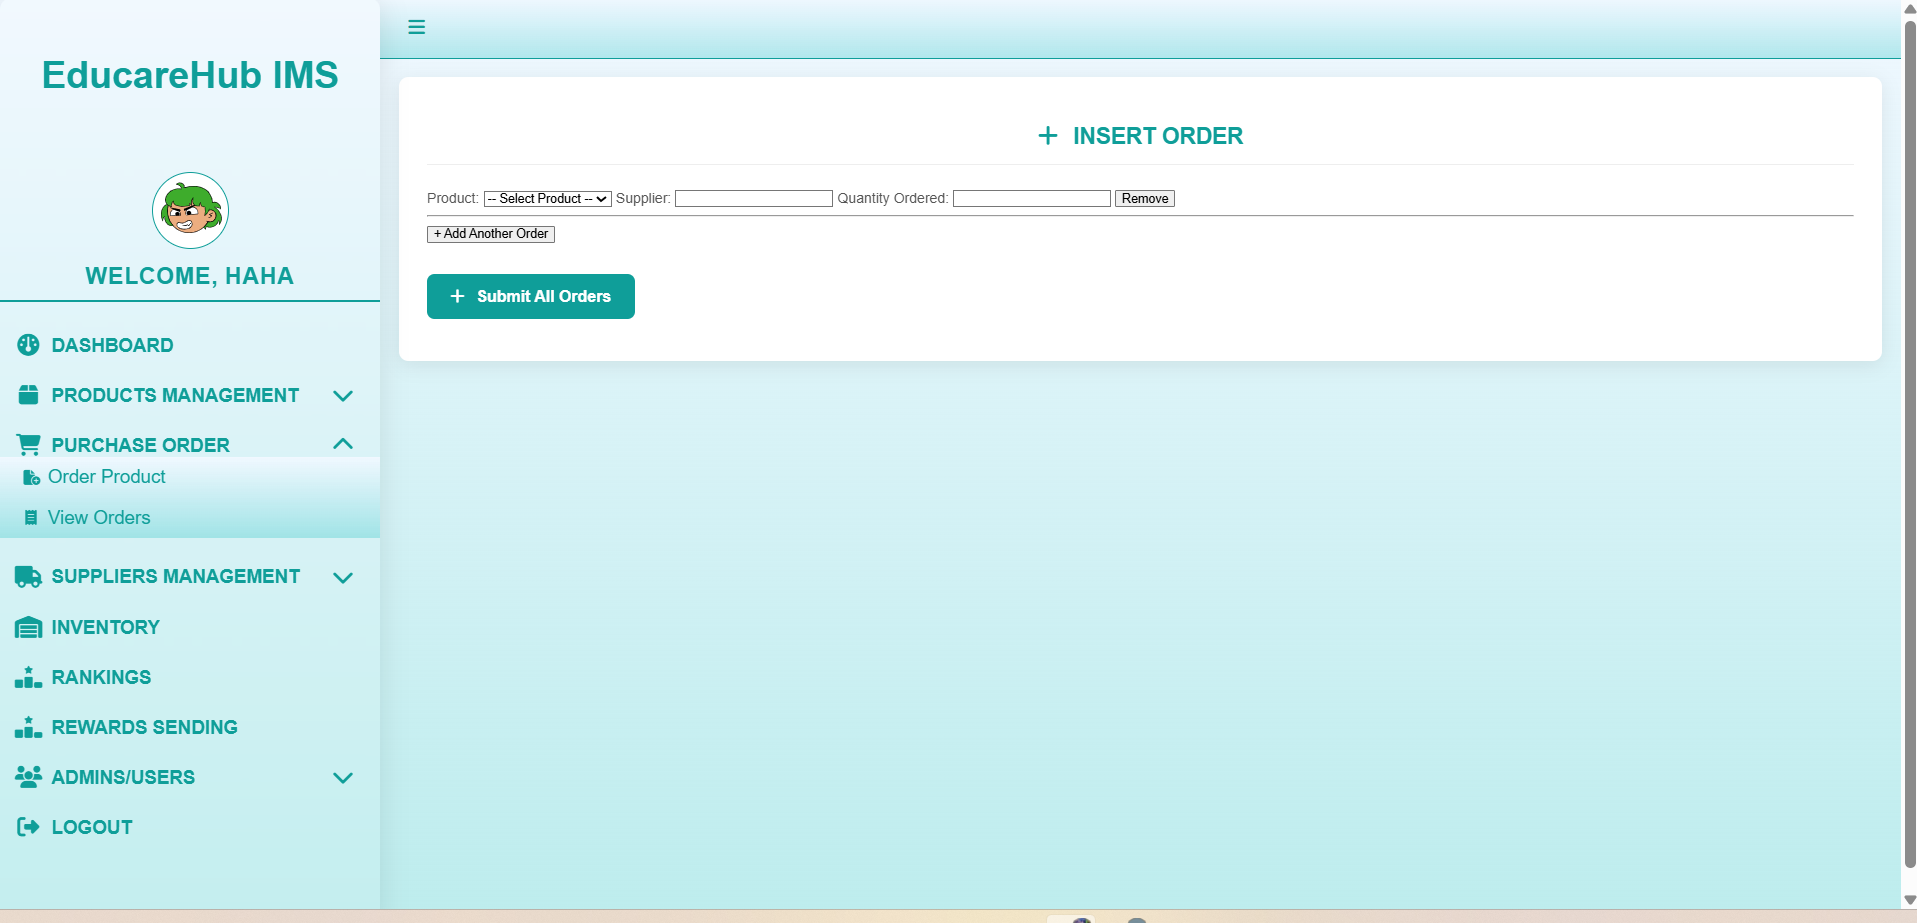 EducareHub IMS
WELCOME, HAHA
DASHBOARD
PRODUCTS MANAGEMENT
PURCHASE ORDER
Order Product
View Orders
SUPPLIERS MANAGEMENT
INVENTORY
RANKINGS
REWARDS SENDING
ADMINS/USERS
LOGOUT
INSERT ORDER
Product: -- Select Product -- Supplier: Quantity Ordered: Remove
+ Add Another Order
Submit All Orders